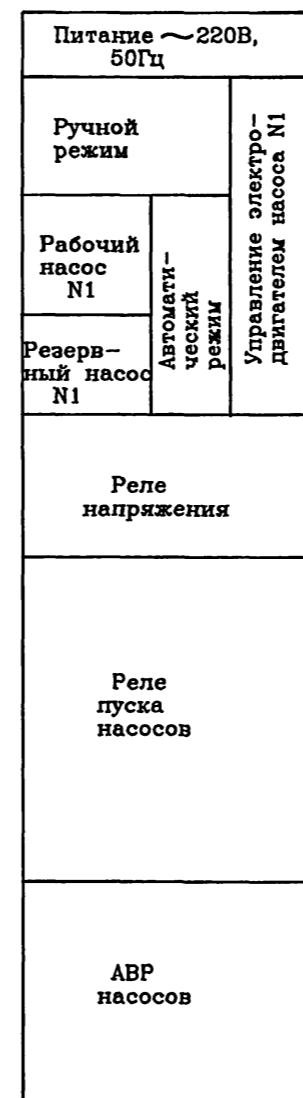 Питание ~220В,
50Гц
Ручной
режим
Рабочий
насос
N1
Резерв-
ный насос
N1
Автомати-
ческий
режим
Управление электро-
двигателем насоса N1
Реле
напряжения
Реле
пуска
насосов
АВР
насосов